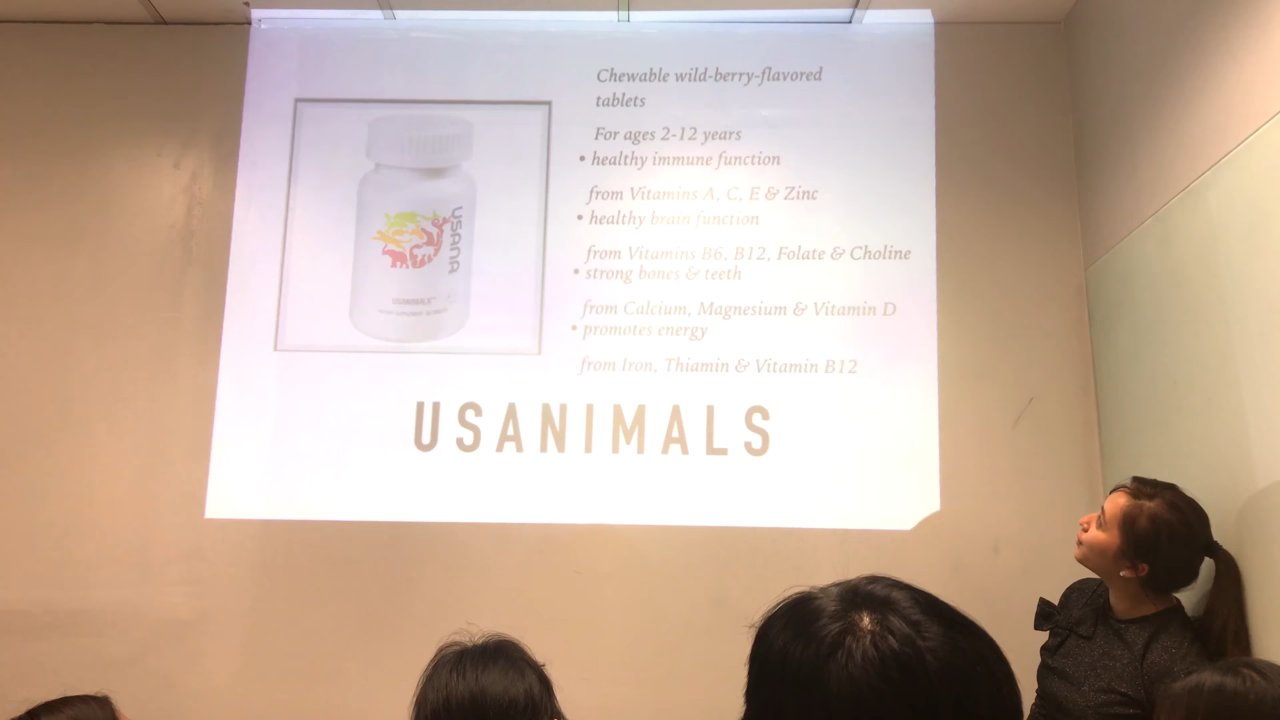 Chewable wild-berry-flavored
tablets
For ages 2-12 years
• healthy immune function
from Vitamins A, C, E & Zinc
• healthy brain function
from Vitamins B6, B12, Folate & Choline
• strong bones & teeth
from Calcium, Magnesium & Vitamin D
• promotes energy
from Iron, Thiamin & Vitamin B12
USANA
USANIMALS™
USANIMALS